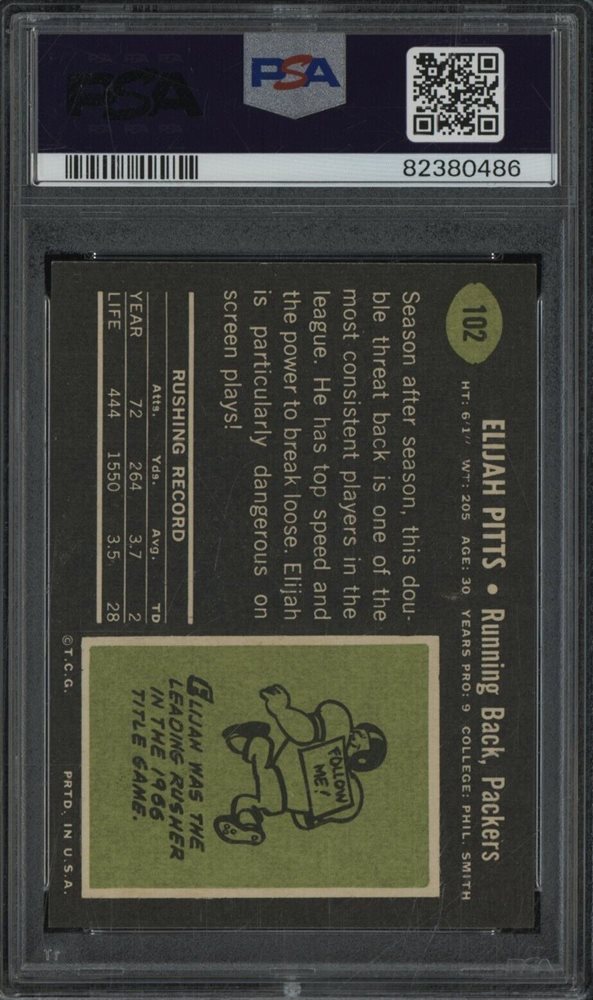 PSA
PSA
82380486
102
ELIJAH PITTS • Running Back, Packers
HT: 6'1" WT: 205 AGE: 30 YEARS PRO: 9 COLLEGE: PHIL. SMITH
Season after season, this dou-
ble threat back is one of the
most consistent players in the
league. He has top speed and
the power to break loose. Elijah
is particularly dangerous on
screen plays!
RUSHING RECORD
Atts. Yds. Avg. TD
YEAR 72 264 3.7 2
LIFE 444 1550 3.5 28
FOLLOW
ME!
ELIJAH WAS THE
LEADING RUSHER
IN THE 1966
TITLE GAME.
©T.C.G. PRTD. IN U.S.A.